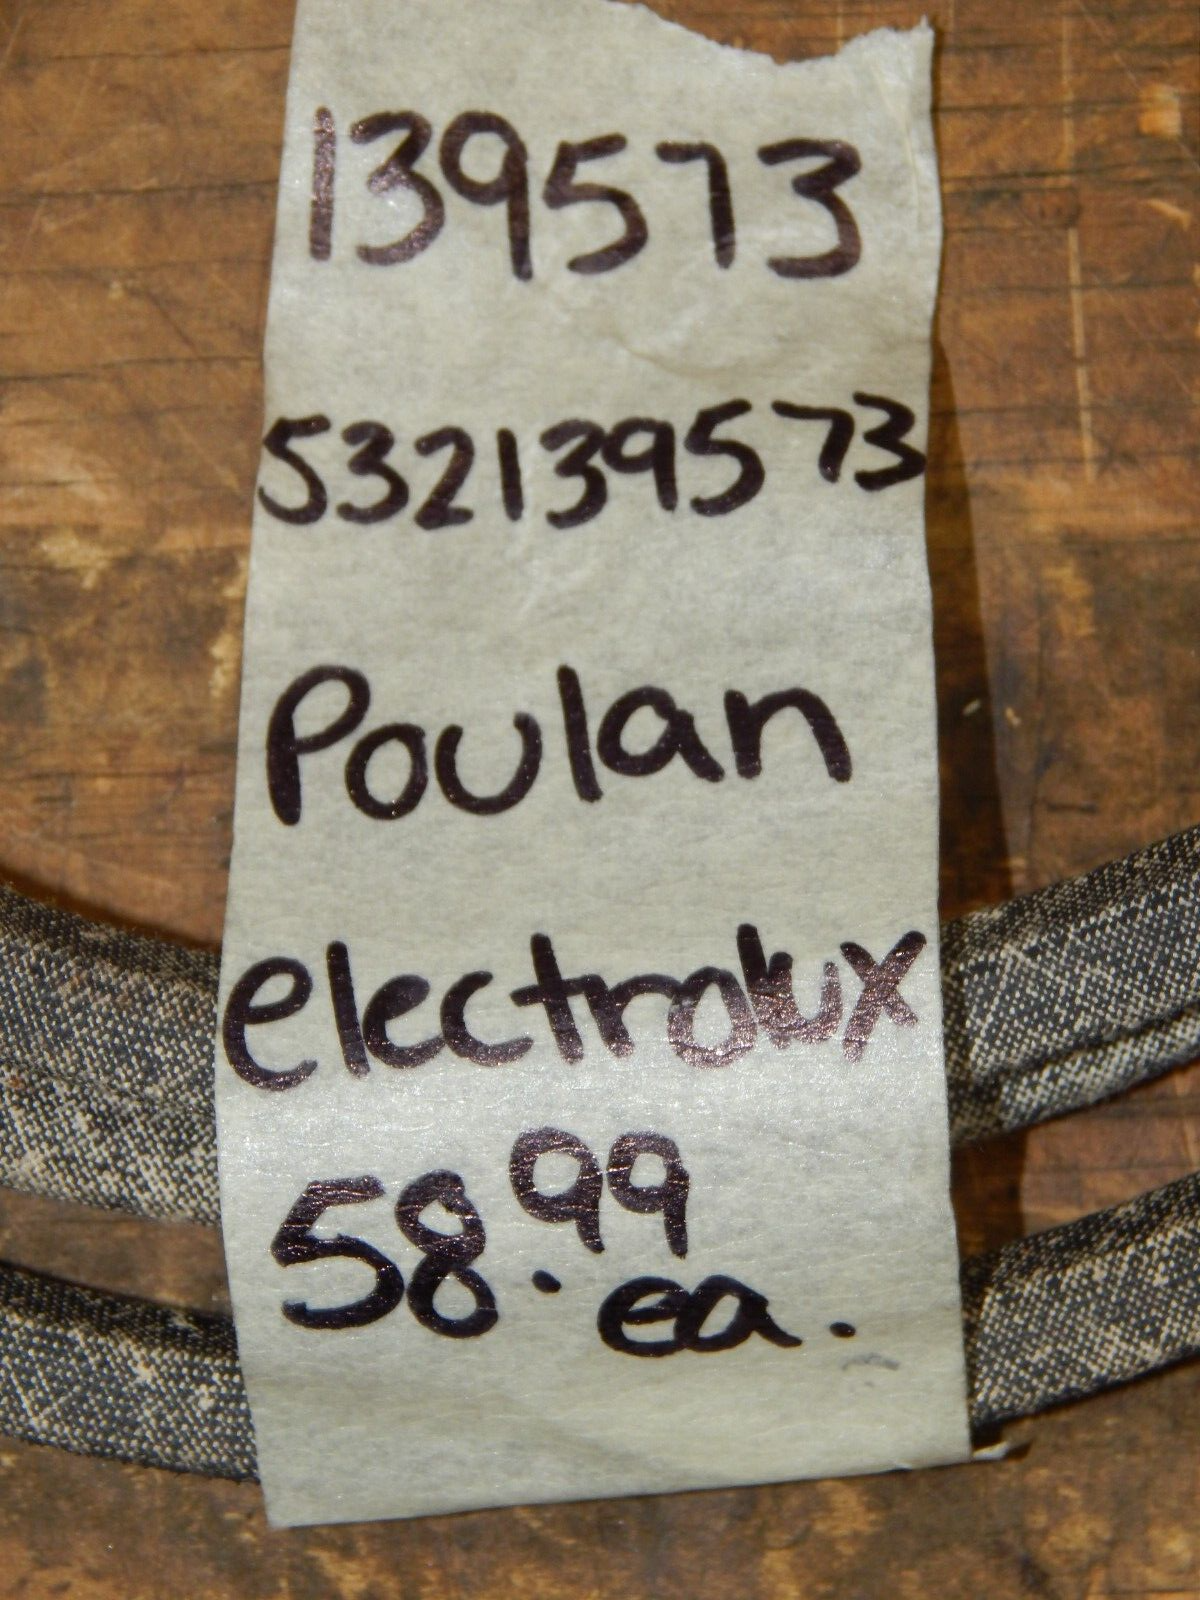 139573
532139573
Poulan
electrolux
58.99 ea.